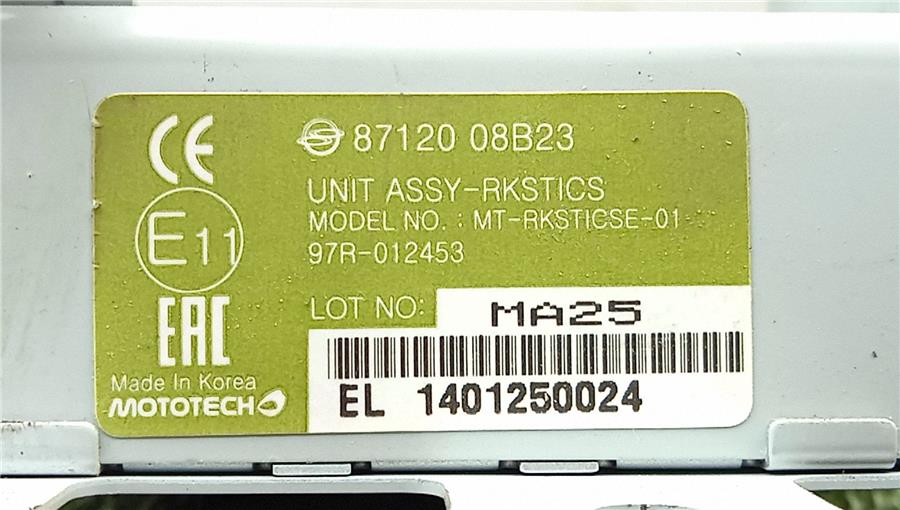 CE
87120 08B23
UNIT ASSY-RKSTICS
MODEL NO. : MT-RKSTICSE-01
97R-012453
E11
EAC
LOT NO: MA25
EL 1401250024
Made In Korea
MOTOTECH